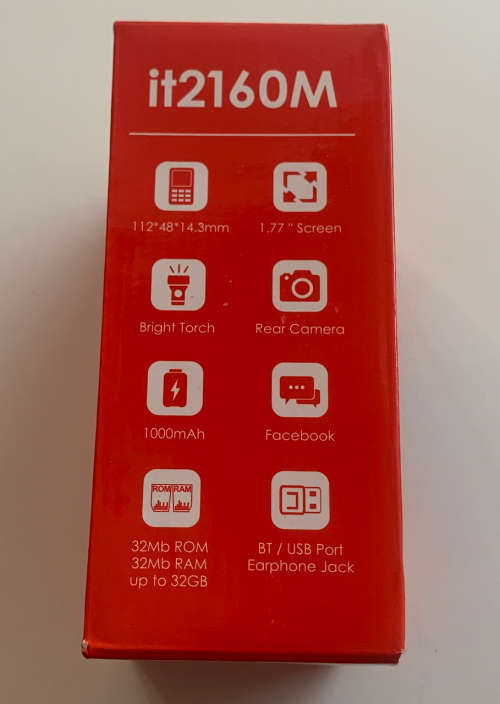 it2160M
112*48*14.3mm
1.77 " Screen
Bright Torch
Rear Camera
1000mAh
Facebook
ROM RAM
32Mb ROM
32Mb RAM
up to 32GB
BT / USB Port
Earphone Jack